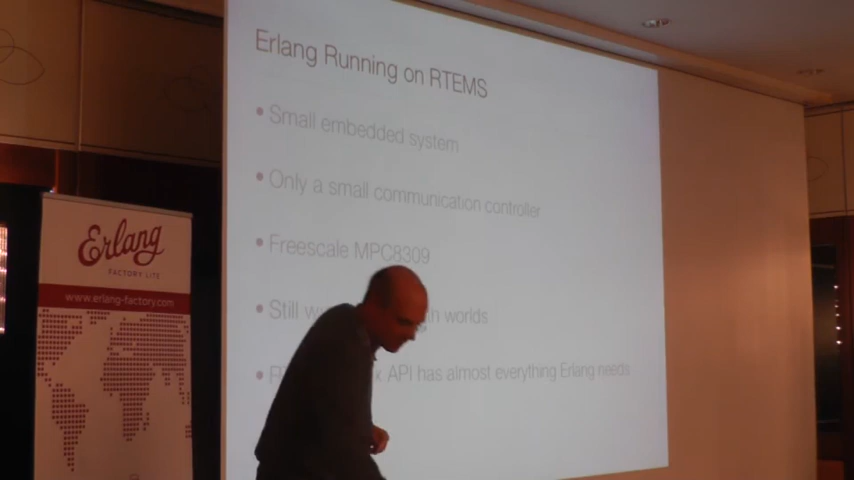 Erlang Running on RTEMS
• Small embedded system
• Only a small communication controller
• Freescale MPC8309
• Still worlds
• API has almost everything Erlang needs
Erlang
FACTORY LITE
www.erlang-factory.com